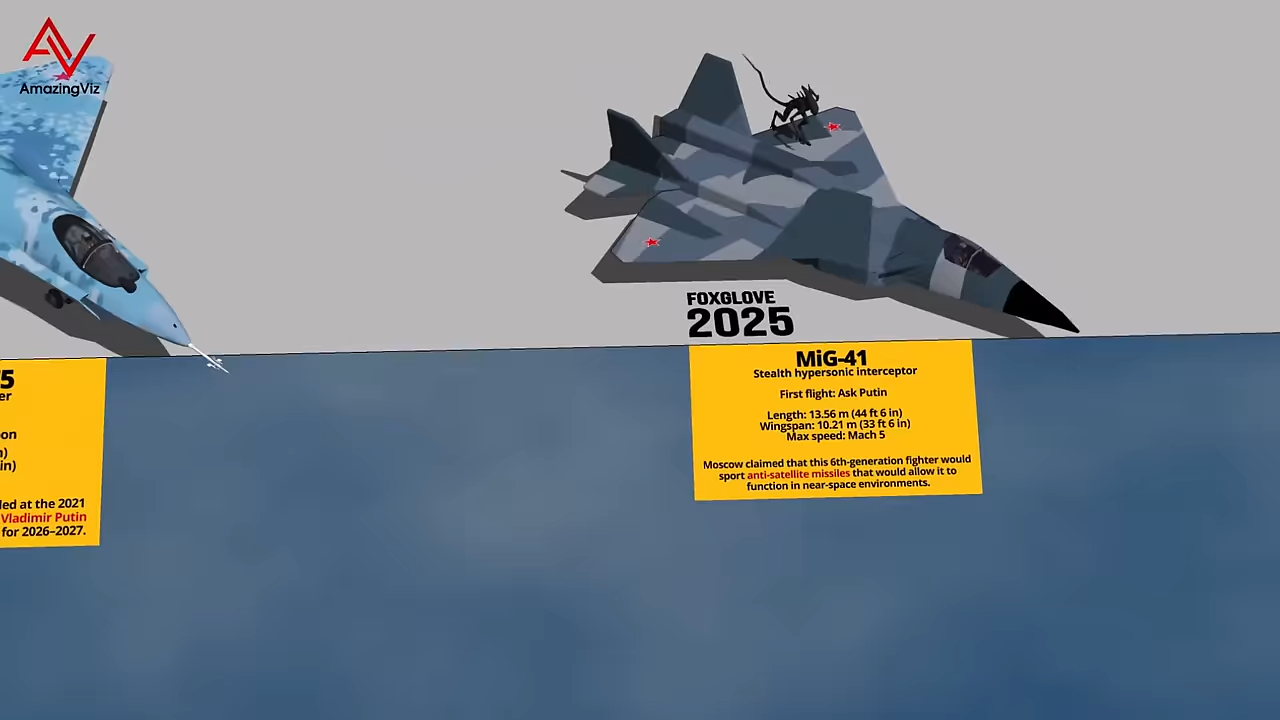 AmazingViz
FOXGLOVE
2025
5
er
on
)
in)
led at the 2021
Vladimir Putin
for 2026–2027.
MiG-41
Stealth hypersonic interceptor
First flight: Ask Putin
Length: 13.56 m (44 ft 6 in)
Wingspan: 10.21 m (33 ft 6 in)
Max speed: Mach 5
Moscow claimed that this 6th-generation fighter would
sport anti-satellite missiles that would allow it to
function in near-space environments.